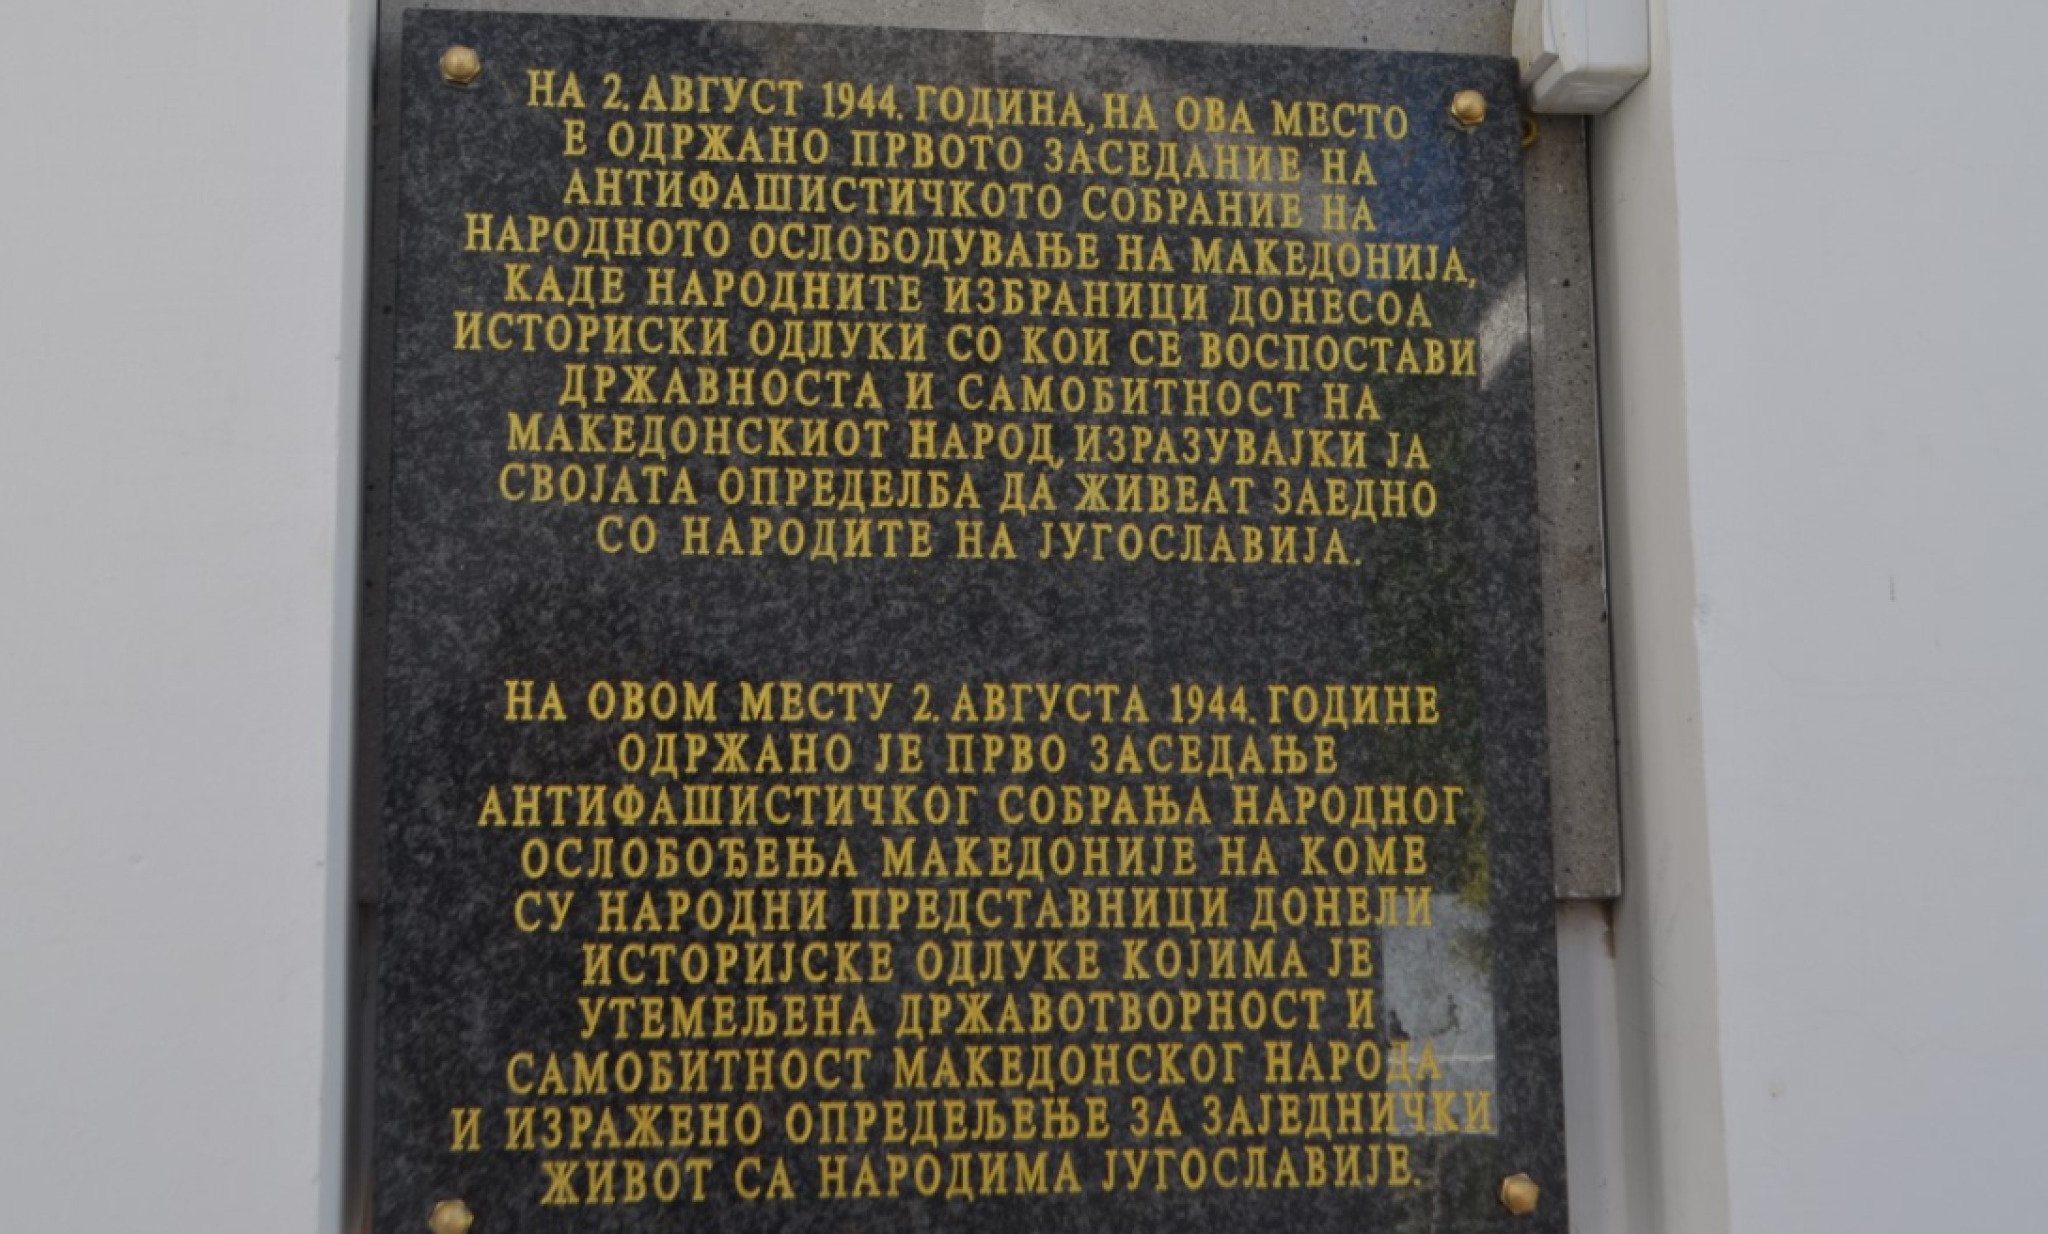 НА 2. АВГУСТ 1944. ГОДИНА, НА ОВА МЕСТО
Е ОДРЖАНО ПРВОТО ЗАСЕДАНИЕ НА
АНТИФАШИСТИЧКОТО СОБРАНИЕ НА
НАРОДНОТО ОСЛОБОДУВАЊЕ НА МАКЕДОНИЈА,
КАДЕ НАРОДНИТЕ ИЗБРАНИЦИ ДОНЕСОА
ИСТОРИСКИ ОДЛУКИ СО КОИ СЕ ВОСПОСТАВИ
ДРЖАВНОСТА И САМОБИТНОСТ НА
МАКЕДОНСКИОТ НАРОД, ИЗРАЗУВАЈКИ ЈА
СВОЈАТА ОПРЕДЕЛБА ДА ЖИВЕАТ ЗАЕДНО
СО НАРОДИТЕ НА ЈУГОСЛАВИЈА.
НА ОВОМ МЕСТУ 2. АВГУСТА 1944. ГОДИНЕ
ОДРЖАНО ЈЕ ПРВО ЗАСЕДАЊЕ
АНТИФАШИСТИЧКОГ СОБРАЊА НАРОДНОГ
ОСЛОБОЂЕЊА МАКЕДОНИЈЕ НА КОМЕ
СУ НАРОДНИ ПРЕДСТАВНИЦИ ДОНЕЛИ
ИСТОРИЈСКЕ ОДЛУКЕ КОЈИМА ЈЕ
УТЕМЕЉЕНА ДРЖАВОТВОРНОСТ И
САМОБИТНОСТ МАКЕДОНСКОГ НАРОДА
И ИЗРАЖЕНО ОПРЕДЕЉЕЊЕ ЗА ЗАЈЕДНИЧКИ
ЖИВОТ СА НАРОДИМА ЈУГОСЛАВИЈЕ.